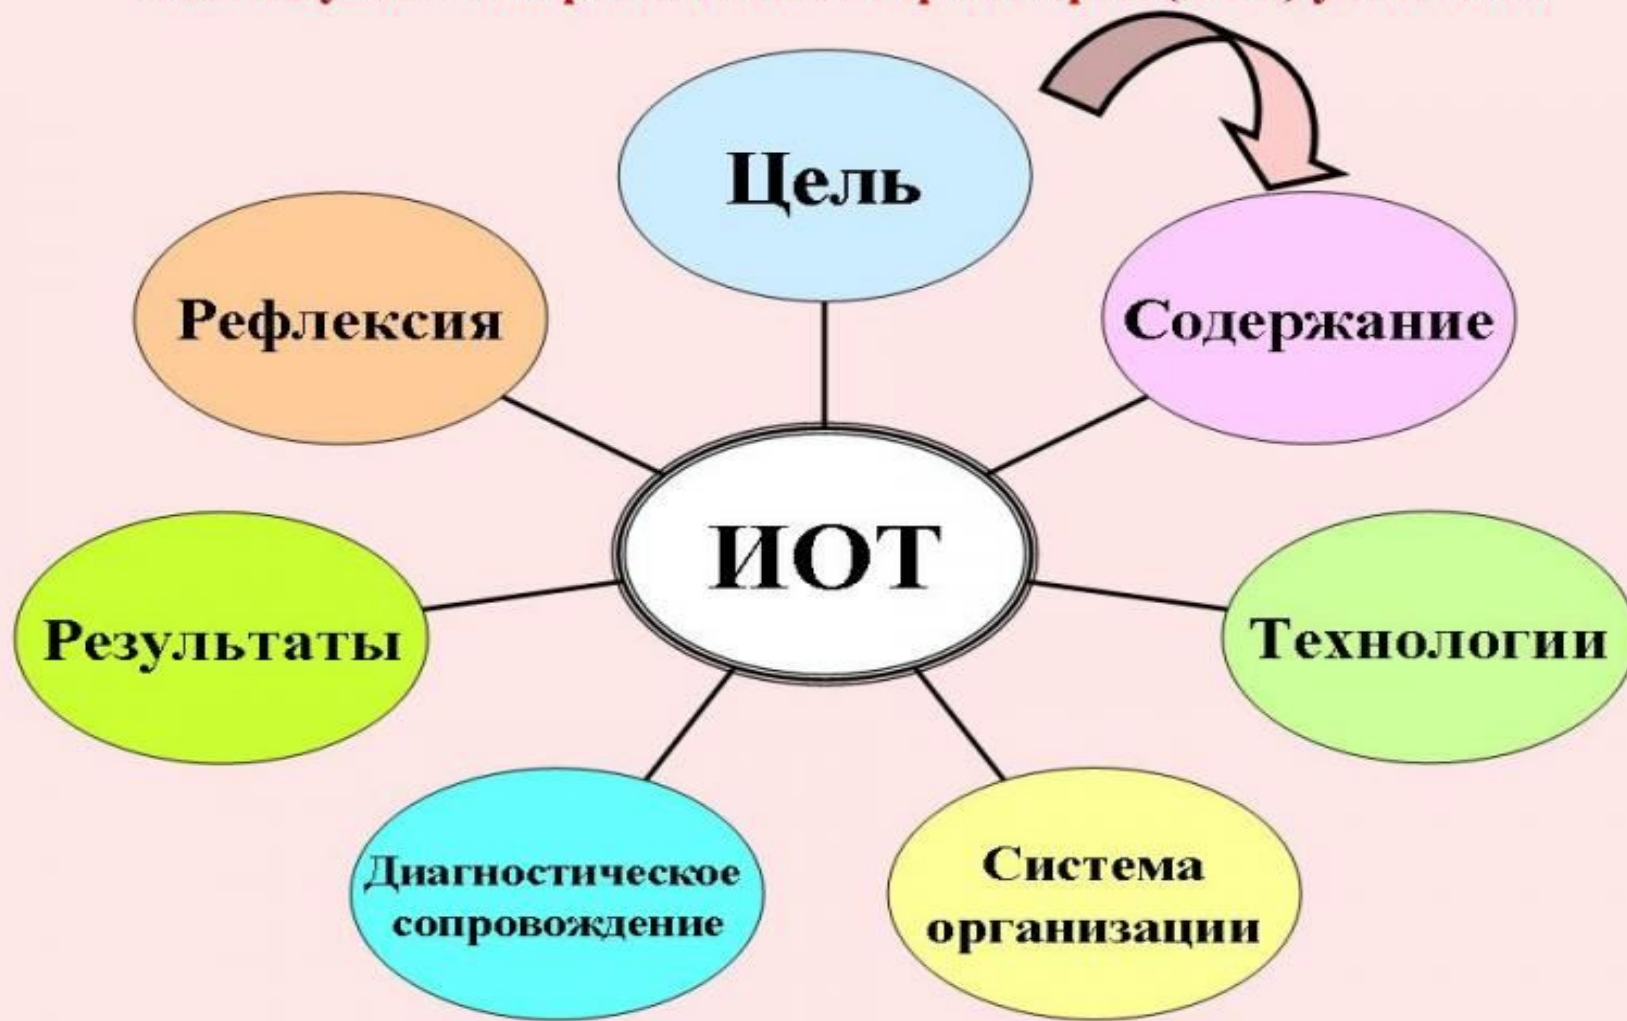 Цель
Содержание
Технологии
Система
организации
Диагностическое
сопровождение
Результаты
Рефлексия
ИОТ